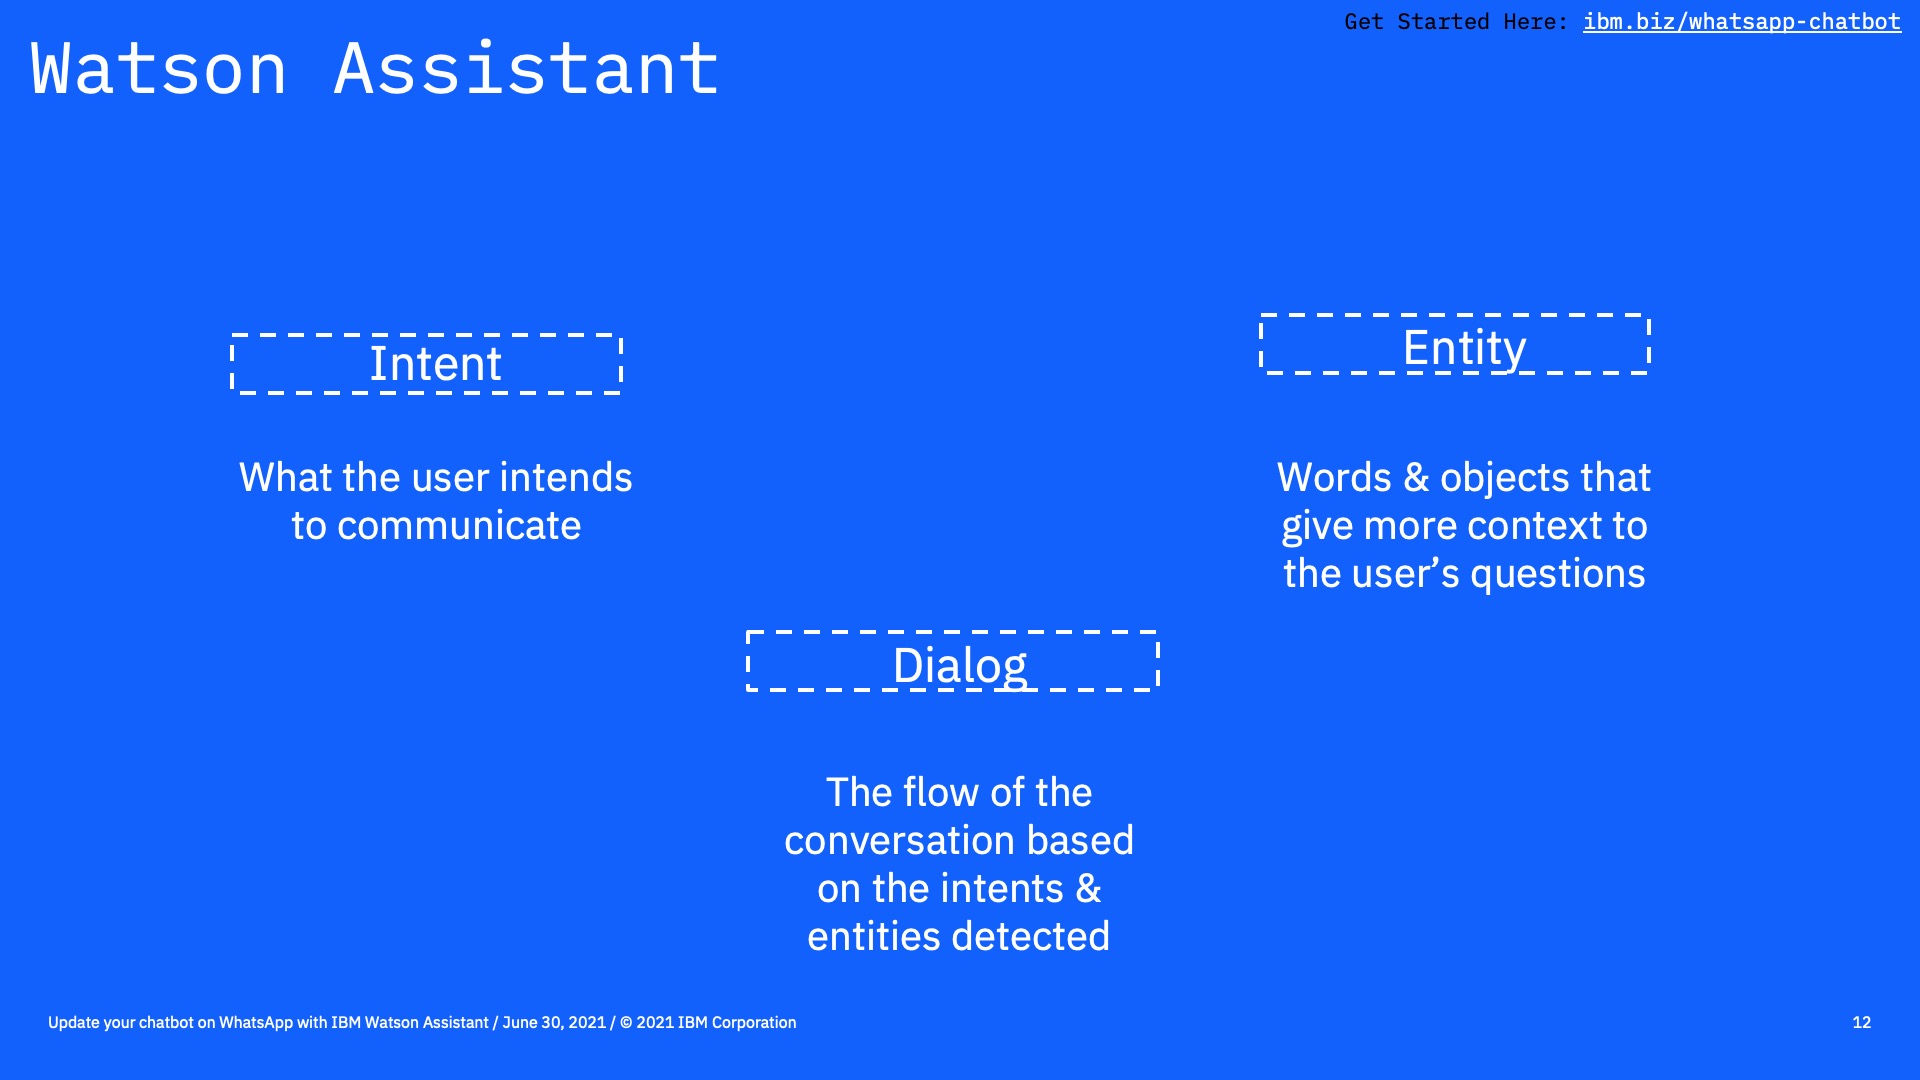 Get Started Here: ibm.biz/whatsapp-chatbot
Watson Assistant
Intent
What the user intends
to communicate
Entity
Words & objects that
give more context to
the user’s questions
Dialog
The flow of the
conversation based
on the intents &
entities detected
Update your chatbot on WhatsApp with IBM Watson Assistant / June 30, 2021 / © 2021 IBM Corporation
12